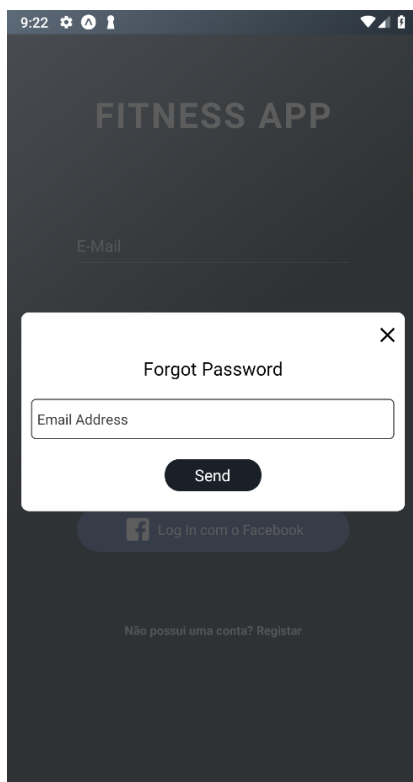 9:22
FITNESS APP
E-Mail
Forgot Password
Email Address
Send
Log In com o Facebook
Não possui uma conta? Registar